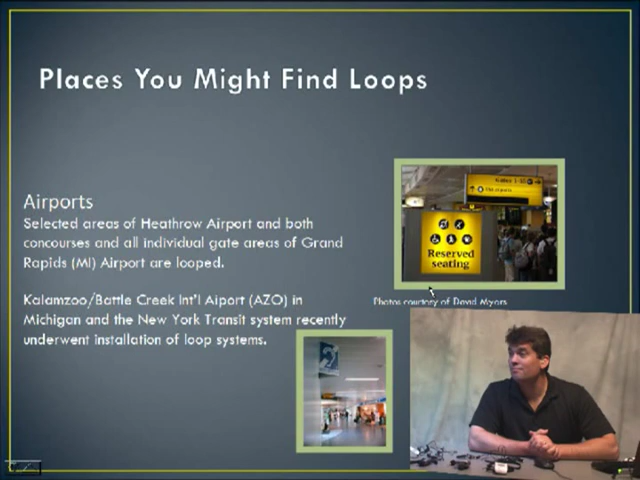 Places You Might Find Loops
Airports
Selected areas of Heathrow Airport and both
concourses and all individual gate areas of Grand
Rapids (MI) Airport are looped.
Kalamzoo/Battle Creek Int'l Aiport (AZO) in
Michigan and the New York Transit system recently
underwent installation of loop systems.
Reserved
seating
Photos courtesy of David Myers